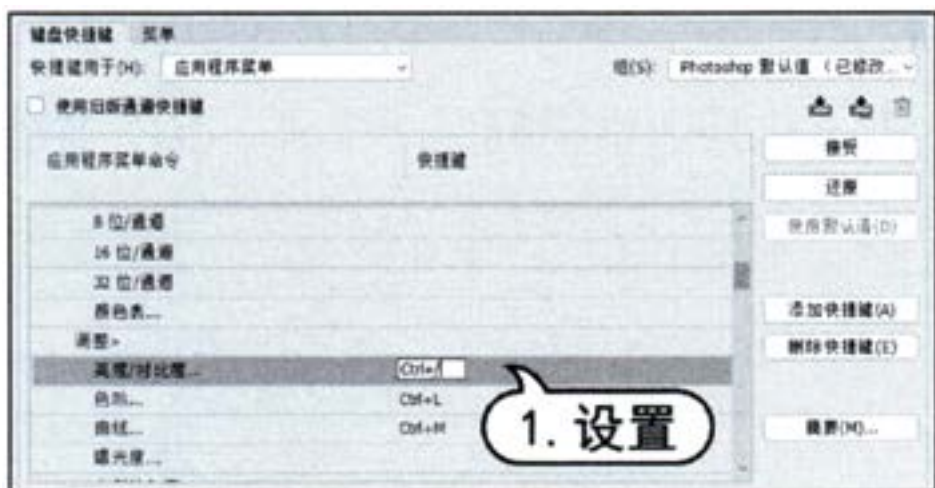 键盘快捷键 菜单
快捷键用于(H): 应用程序菜单 组(S): Photoshop 默认值 (已修改...
使用旧版通道快捷键
应用程序菜单命令 快捷键
接受
还原
使用默认值(D)
添加快捷键(A)
删除快捷键(E)
摘要(M)...
8 位/通道
16 位/通道
32 位/通道
颜色表...
调整>
亮度/对比度... Ctrl+/
色阶... Ctrl+L
曲线... Ctrl+M
曝光度...
1. 设置